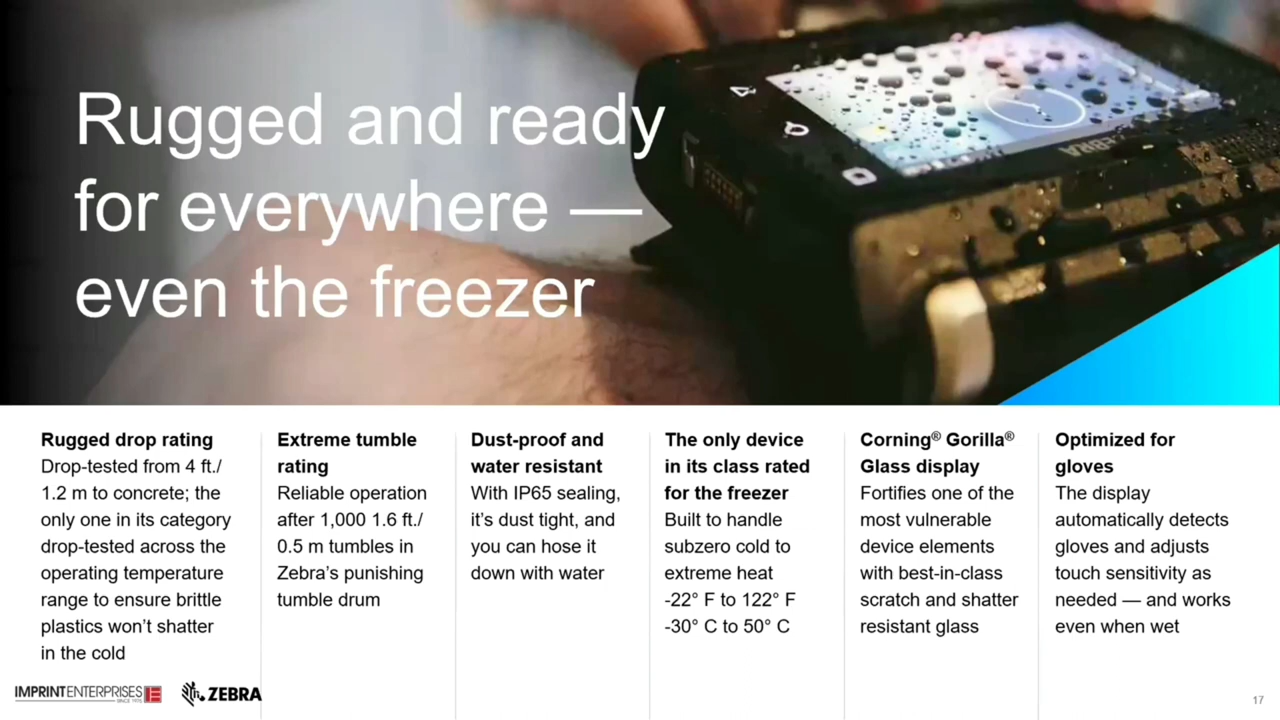 Rugged and ready
for everywhere —
even the freezer
ZEBRA
Rugged drop rating
Drop-tested from 4 ft./
1.2 m to concrete; the
only one in its category
drop-tested across the
operating temperature
range to ensure brittle
plastics won’t shatter
in the cold
Extreme tumble
rating
Reliable operation
after 1,000 1.6 ft./
0.5 m tumbles in
Zebra’s punishing
tumble drum
Dust-proof and
water resistant
With IP65 sealing,
it’s dust tight, and
you can hose it
down with water
The only device
in its class rated
for the freezer
Built to handle
subzero cold to
extreme heat
-22° F to 122° F
-30° C to 50° C
Corning® Gorilla®
Glass display
Fortifies one of the
most vulnerable
device elements
with best-in-class
scratch and shatter
resistant glass
Optimized for
gloves
The display
automatically detects
gloves and adjusts
touch sensitivity as
needed — and works
even when wet
IMPRINTENTERPRISES
SINCE 1970
ZEBRA
17